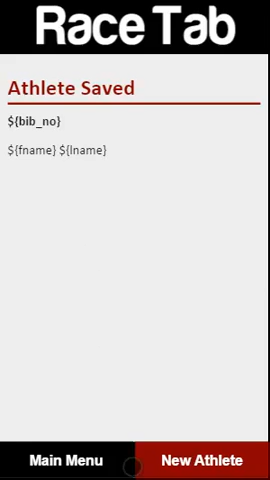 Race Tab
Athlete Saved
${bib_no}
${fname} ${lname}
Main Menu
New Athlete